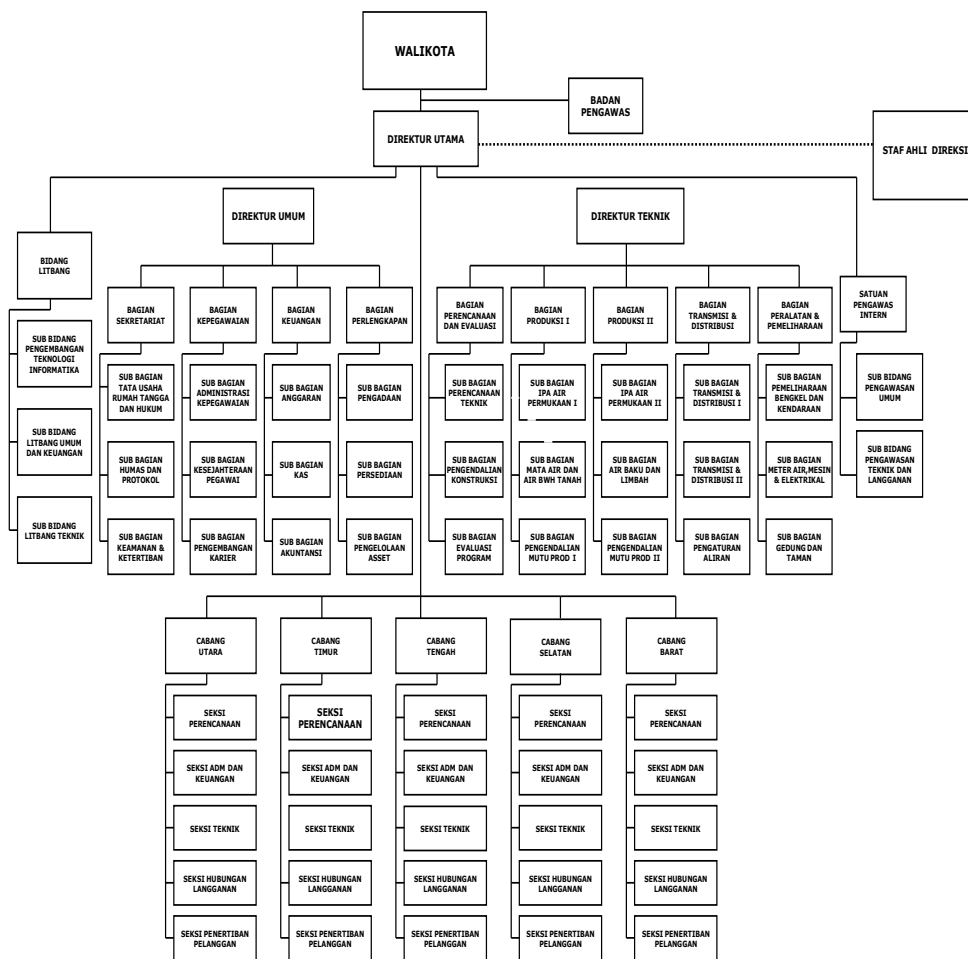 WALIKOTA
BADAN
PENGAWAS
DIREKTUR UTAMA
STAF AHLI DIREKSI
DIREKTUR UMUM
DIREKTUR TEKNIK
BIDANG
LITBANG
SUB BIDANG
PENGEMBANGAN
TEKNOLOGI
INFORMATIKA
SUB BIDANG
LITBANG UMUM
DAN KEUANGAN
SUB BIDANG
LITBANG TEKNIK
BAGIAN
SEKRETARIAT
SUB BAGIAN
TATA USAHA
RUMAH TANGGA
DAN HUKUM
SUB BAGIAN
HUMAS DAN
PROTOKOL
SUB BAGIAN
KEAMANAN &
KETERTIBAN
BAGIAN
KEPEGAWAIAN
SUB BAGIAN
ADMINISTRASI
KEPEGAWAIAN
SUB BAGIAN
KESEJAHTERAAN
PEGAWAI
SUB BAGIAN
PENGEMBANGAN
KARIER
BAGIAN
KEUANGAN
SUB BAGIAN
ANGGARAN
SUB BAGIAN
KAS
SUB BAGIAN
AKUNTANSI
BAGIAN
PERLENGKAPAN
SUB BAGIAN
PENGADAAN
SUB BAGIAN
PERSEDIAAN
SUB BAGIAN
PENGELOLAAN
ASSET
BAGIAN
PERENCANAAN
DAN EVALUASI
SUB BAGIAN
PERENCANAAN
TEKNIK
SUB BAGIAN
PENGENDALIAN
KONSTRUKSI
SUB BAGIAN
EVALUASI
PROGRAM
BAGIAN
PRODUKSI I
SUB BAGIAN
IPA AIR
PERMUKAAN I
SUB BAGIAN
MATA AIR DAN
AIR BWH TANAH
SUB BAGIAN
PENGENDALIAN
MUTU PROD I
BAGIAN
PRODUKSI II
SUB BAGIAN
IPA AIR
PERMUKAAN II
SUB BAGIAN
AIR BAKU DAN
LIMBAH
SUB BAGIAN
PENGENDALIAN
MUTU PROD II
BAGIAN
TRANSMISI &
DISTRIBUSI
SUB BAGIAN
TRANSMISI &
DISTRIBUSI I
SUB BAGIAN
TRANSMISI &
DISTRIBUSI II
SUB BAGIAN
PENGATURAN
ALIRAN
BAGIAN
PERALATAN &
PEMELIHARAAN
SUB BAGIAN
PEMELIHARAAN
BENGKEL DAN
KENDARAAN
SUB BAGIAN
METER AIR,MESIN
& ELEKTRIKAL
SUB BAGIAN
GEDUNG DAN
TAMAN
SATUAN
PENGAWAS
INTERN
SUB BIDANG
PENGAWASAN
UMUM
SUB BIDANG
PENGAWASAN
TEKNIK DAN
LANGGANAN
CABANG
UTARA
SEKSI
PERENCANAAN
SEKSI ADM DAN
KEUANGAN
SEKSI TEKNIK
SEKSI HUBUNGAN
LANGGANAN
SEKSI PENERTIBAN
PELANGGAN
CABANG
TIMUR
SEKSI
PERENCANAAN
SEKSI ADM DAN
KEUANGAN
SEKSI TEKNIK
SEKSI HUBUNGAN
LANGGANAN
SEKSI PENERTIBAN
PELANGGAN
CABANG
TENGAH
SEKSI
PERENCANAAN
SEKSI ADM DAN
KEUANGAN
SEKSI TEKNIK
SEKSI HUBUNGAN
LANGGANAN
SEKSI PENERTIBAN
PELANGGAN
CABANG
SELATAN
SEKSI
PERENCANAAN
SEKSI ADM DAN
KEUANGAN
SEKSI TEKNIK
SEKSI HUBUNGAN
LANGGANAN
SEKSI PENERTIBAN
PELANGGAN
CABANG
BARAT
SEKSI
PERENCANAAN
SEKSI ADM DAN
KEUANGAN
SEKSI TEKNIK
SEKSI HUBUNGAN
LANGGANAN
SEKSI PENERTIBAN
PELANGGAN